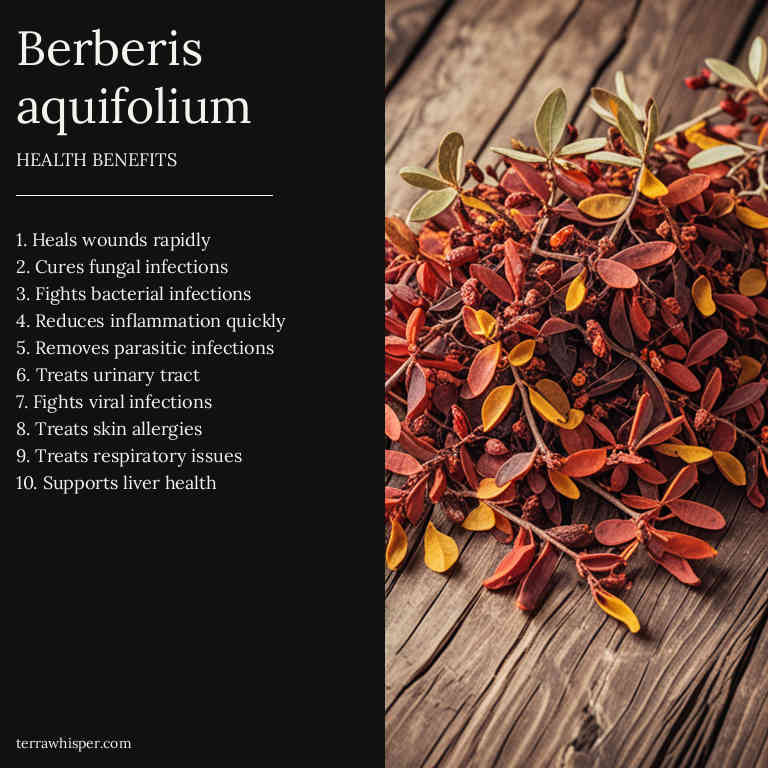 Berberis
aquifolium
HEALTH BENEFITS
1. Heals wounds rapidly
2. Cures fungal infections
3. Fights bacterial infections
4. Reduces inflammation quickly
5. Removes parasitic infections
6. Treats urinary tract
7. Fights viral infections
8. Treats skin allergies
9. Treats respiratory issues
10. Supports liver health
terrawhisper.com